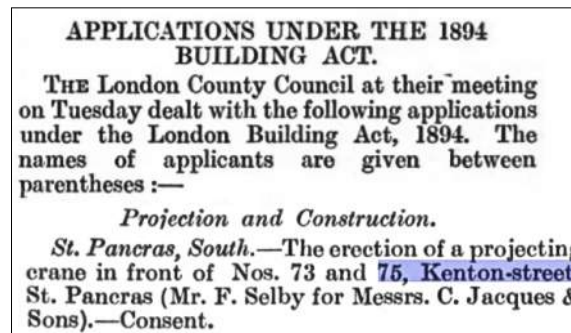 APPLICATIONS UNDER THE 1894
BUILDING ACT.
THE London County Council at their meeting
on Tuesday dealt with the following applications
under the London Building Act, 1894. The
names of applicants are given between
parentheses :—
Projection and Construction.
St. Pancras, South.—The erection of a projecting
crane in front of Nos. 73 and 75, Kenton-street
St. Pancras (Mr. F. Selby for Messrs. C. Jacques &
Sons).—Consent.